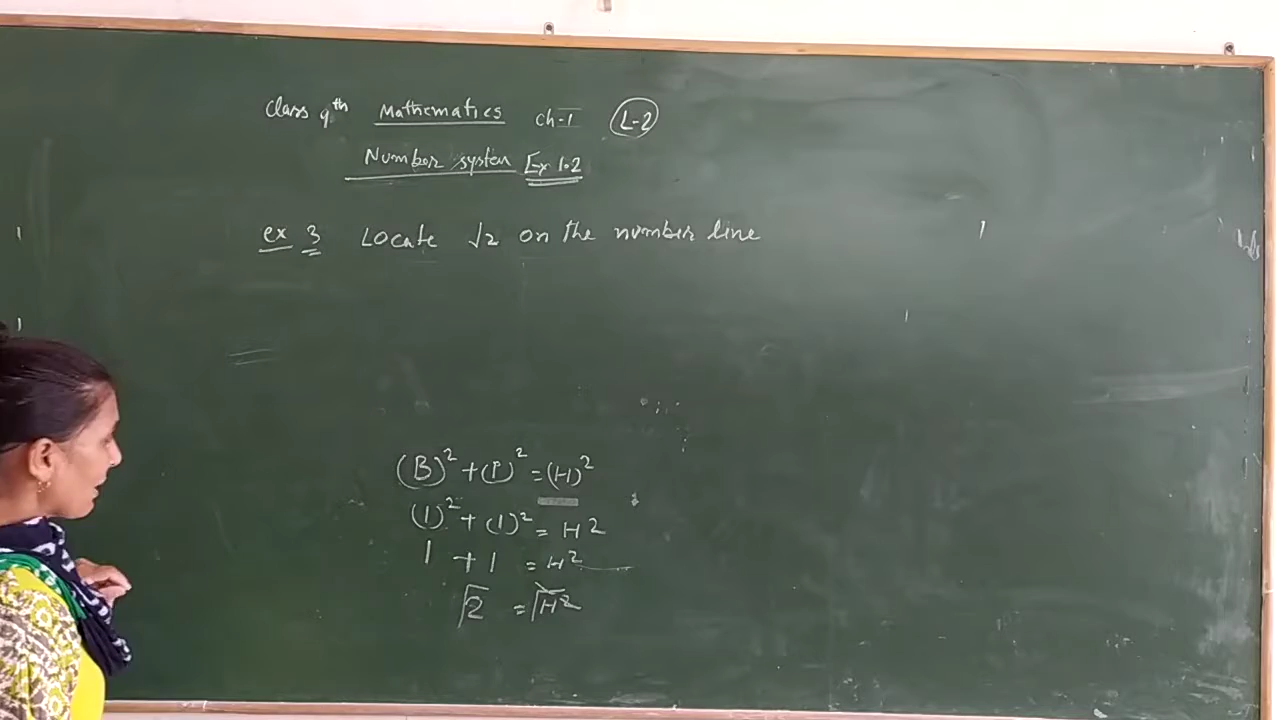 Class 9th Mathematics ch-I L-2
Number system Ex 1.2
ex 3 Locate √2 on the number line
(B)² + (P)² = (H)²
(1)² + (1)² = H²
1 + 1 = H²
√2 = √H²